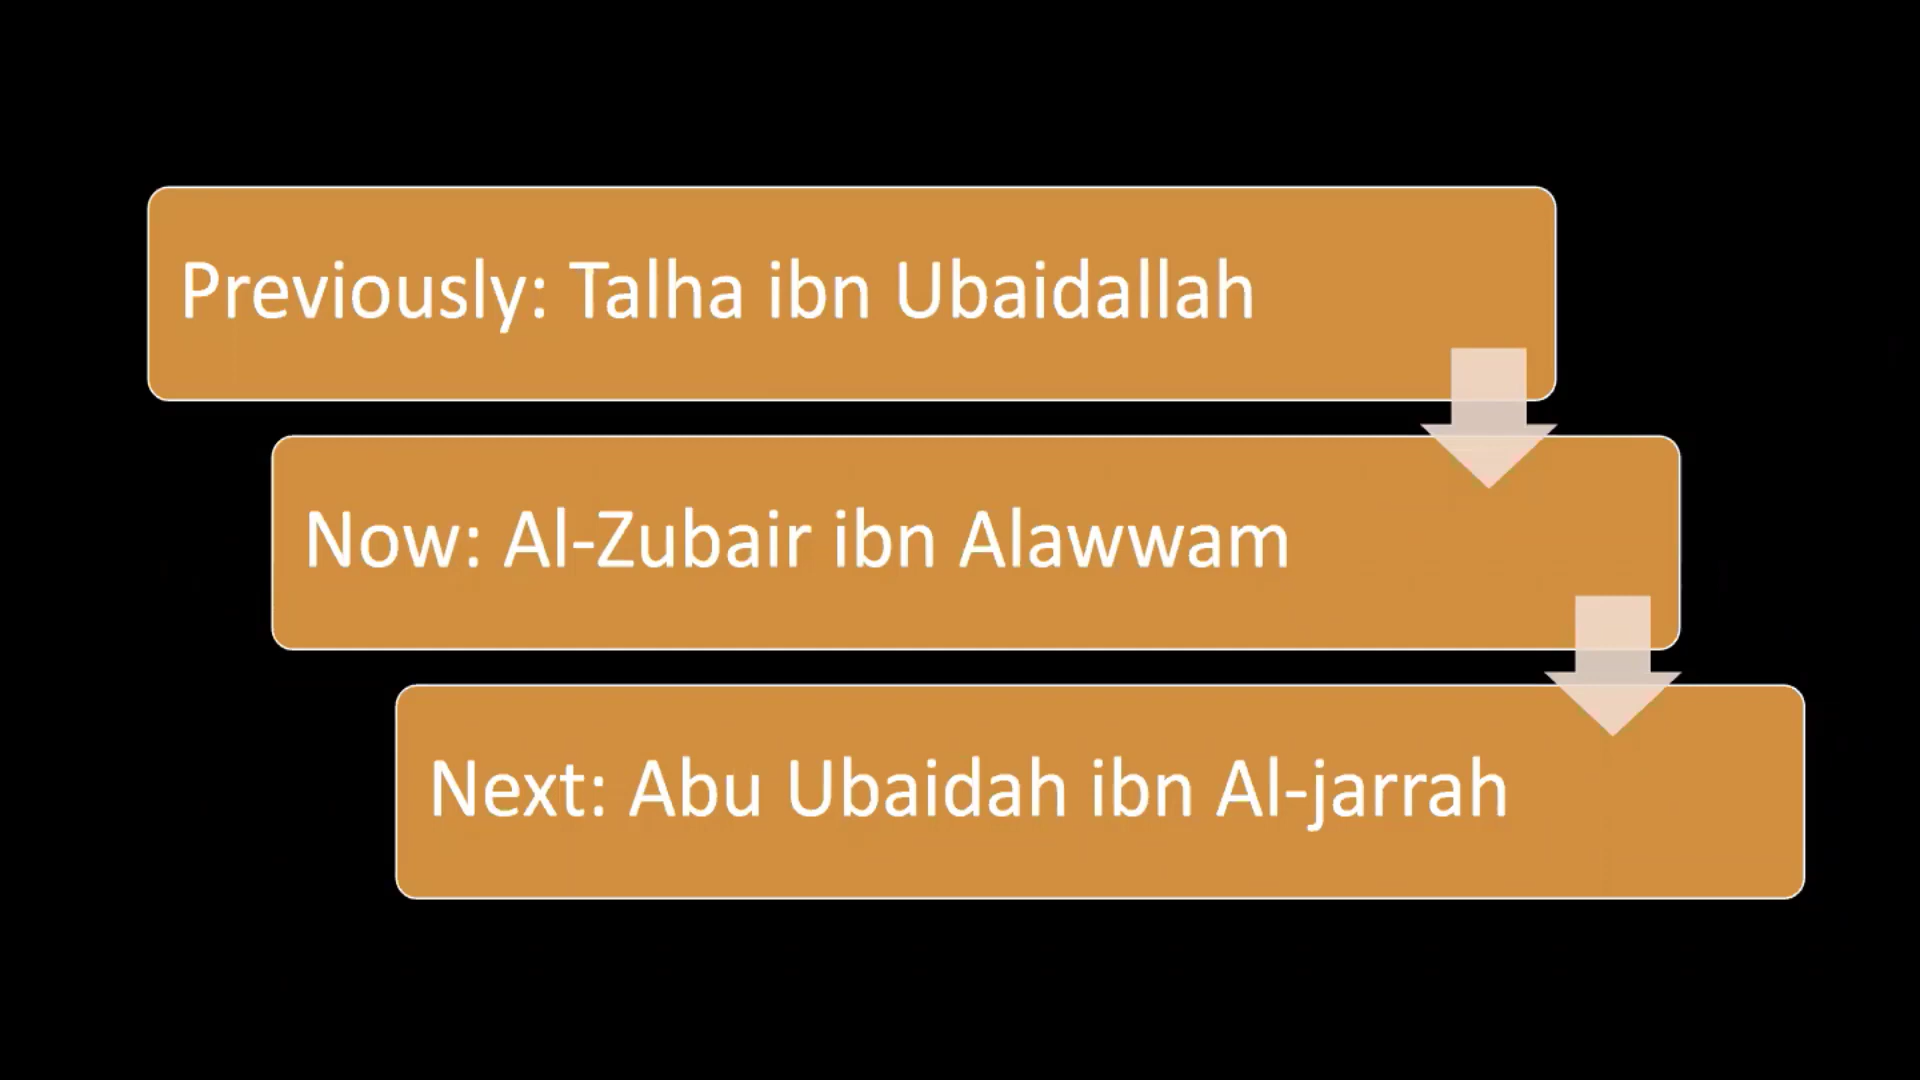 Previously: Talha ibn Ubaidallah
Now: Al-Zubair ibn Alawwam
Next: Abu Ubaidah ibn Al-jarrah